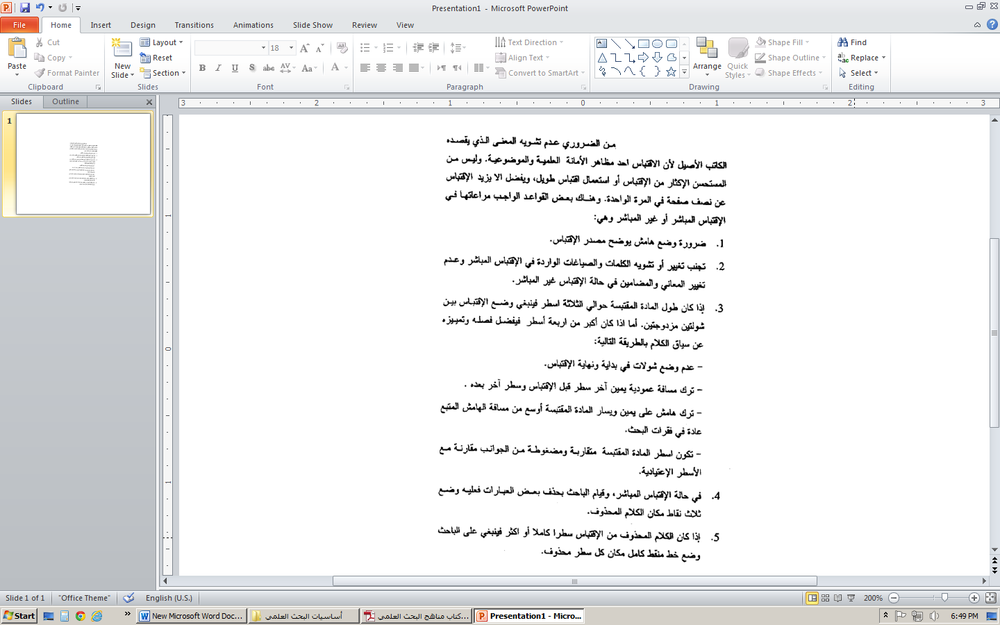 Presentation1 - Microsoft PowerPoint
File Home Insert Design Transitions Animations Slide Show Review View
Paste
Cut
Copy
Format Painter
Clipboard
New Slide
Layout
Reset
Section
Slides
18
Font
Text Direction
Align Text
Convert to SmartArt
Paragraph
Arrange
Quick Styles
Shape Fill
Shape Outline
Shape Effects
Drawing
Find
Replace
Select
Editing
Slides Outline
3 2 1 0 1 2 3
1
1 0 1
من الضروري عدم تشويه المعنى الذي يقصده
الكاتب الأصيل لأن الاقتباس احد مظاهر الأمانة العلمية والموضوعية. وليس من
المستحسن الإكثار من الإقتباس أو استعمال اقتباس طويل، ويفضل الا يزيد الإقتباس
عن نصف صفحة في المرة الواحدة. وهناك بعض القواعد الواجب مراعاتها في
الإقتباس المباشر أو غير المباشر وهي:
1. ضرورة وضع هامش يوضح مصدر الإقتباس.
2. تجنب تغيير أو تشويه الكلمات والصياغات الواردة في الإقتباس المباشر وعدم
تغيير المعاني والمضامين في حالة الإقتباس غير المباشر.
3. إذا كان طول المادة المقتبسة حوالي الثلاثة اسطر فينبغي وضع الإقتباس بين
شولتين مزدوجتين. أما اذا كان أكبر من اربعة أسطر فيفضل فصله وتمييزه
عن سياق الكلام بالطريقة التالية:
– عدم وضع شولات في بداية ونهاية الإقتباس.
– ترك مسافة عمودية يمين آخر سطر قبل الإقتباس وسطر آخر بعده .
– ترك هامش على يمين ويسار المادة المقتبسة أوسع من مسافة الهامش المتبع
عادة في فقرات البحث.
– تكون اسطر المادة المقتبسة متقاربة ومضغوطة من الجوانب مقارنة مع
الأسطر الإعتيادية.
4. في حالة الإقتباس المباشر، وقيام الباحث بحذف بعض العبارات فعليه وضع
ثلاث نقاط مكان الكلام المحذوف.
5. إذا كان الكلام المحذوف من الإقتباس سطرا كاملا أو اكثر فينبغي على الباحث
وضع خط منقط كامل مكان كل سطر محذوف.
Slide 1 of 1 "Office Theme" English (U.S.) 200%
Start New Microsoft Word Doc... أساسيات البحث العلمي كتاب مناهج البحث العلمي... Presentation1 - Micro... 6:49 PM